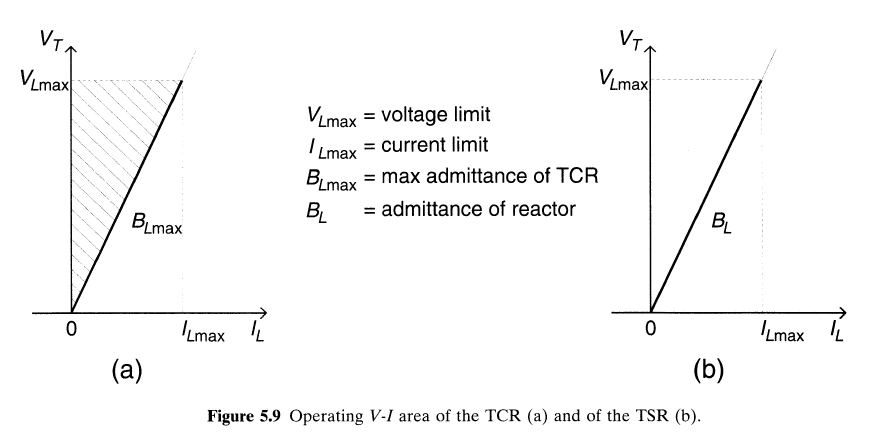 V_T
V_Lmax
B_Lmax
0
I_Lmax
I_L
(a)
V_Lmax = voltage limit
I_Lmax = current limit
B_Lmax = max admittance of TCR
B_L = admittance of reactor
V_T
V_Lmax
B_L
0
I_Lmax
I_L
(b)
Figure 5.9 Operating V-I area of the TCR (a) and of the TSR (b).